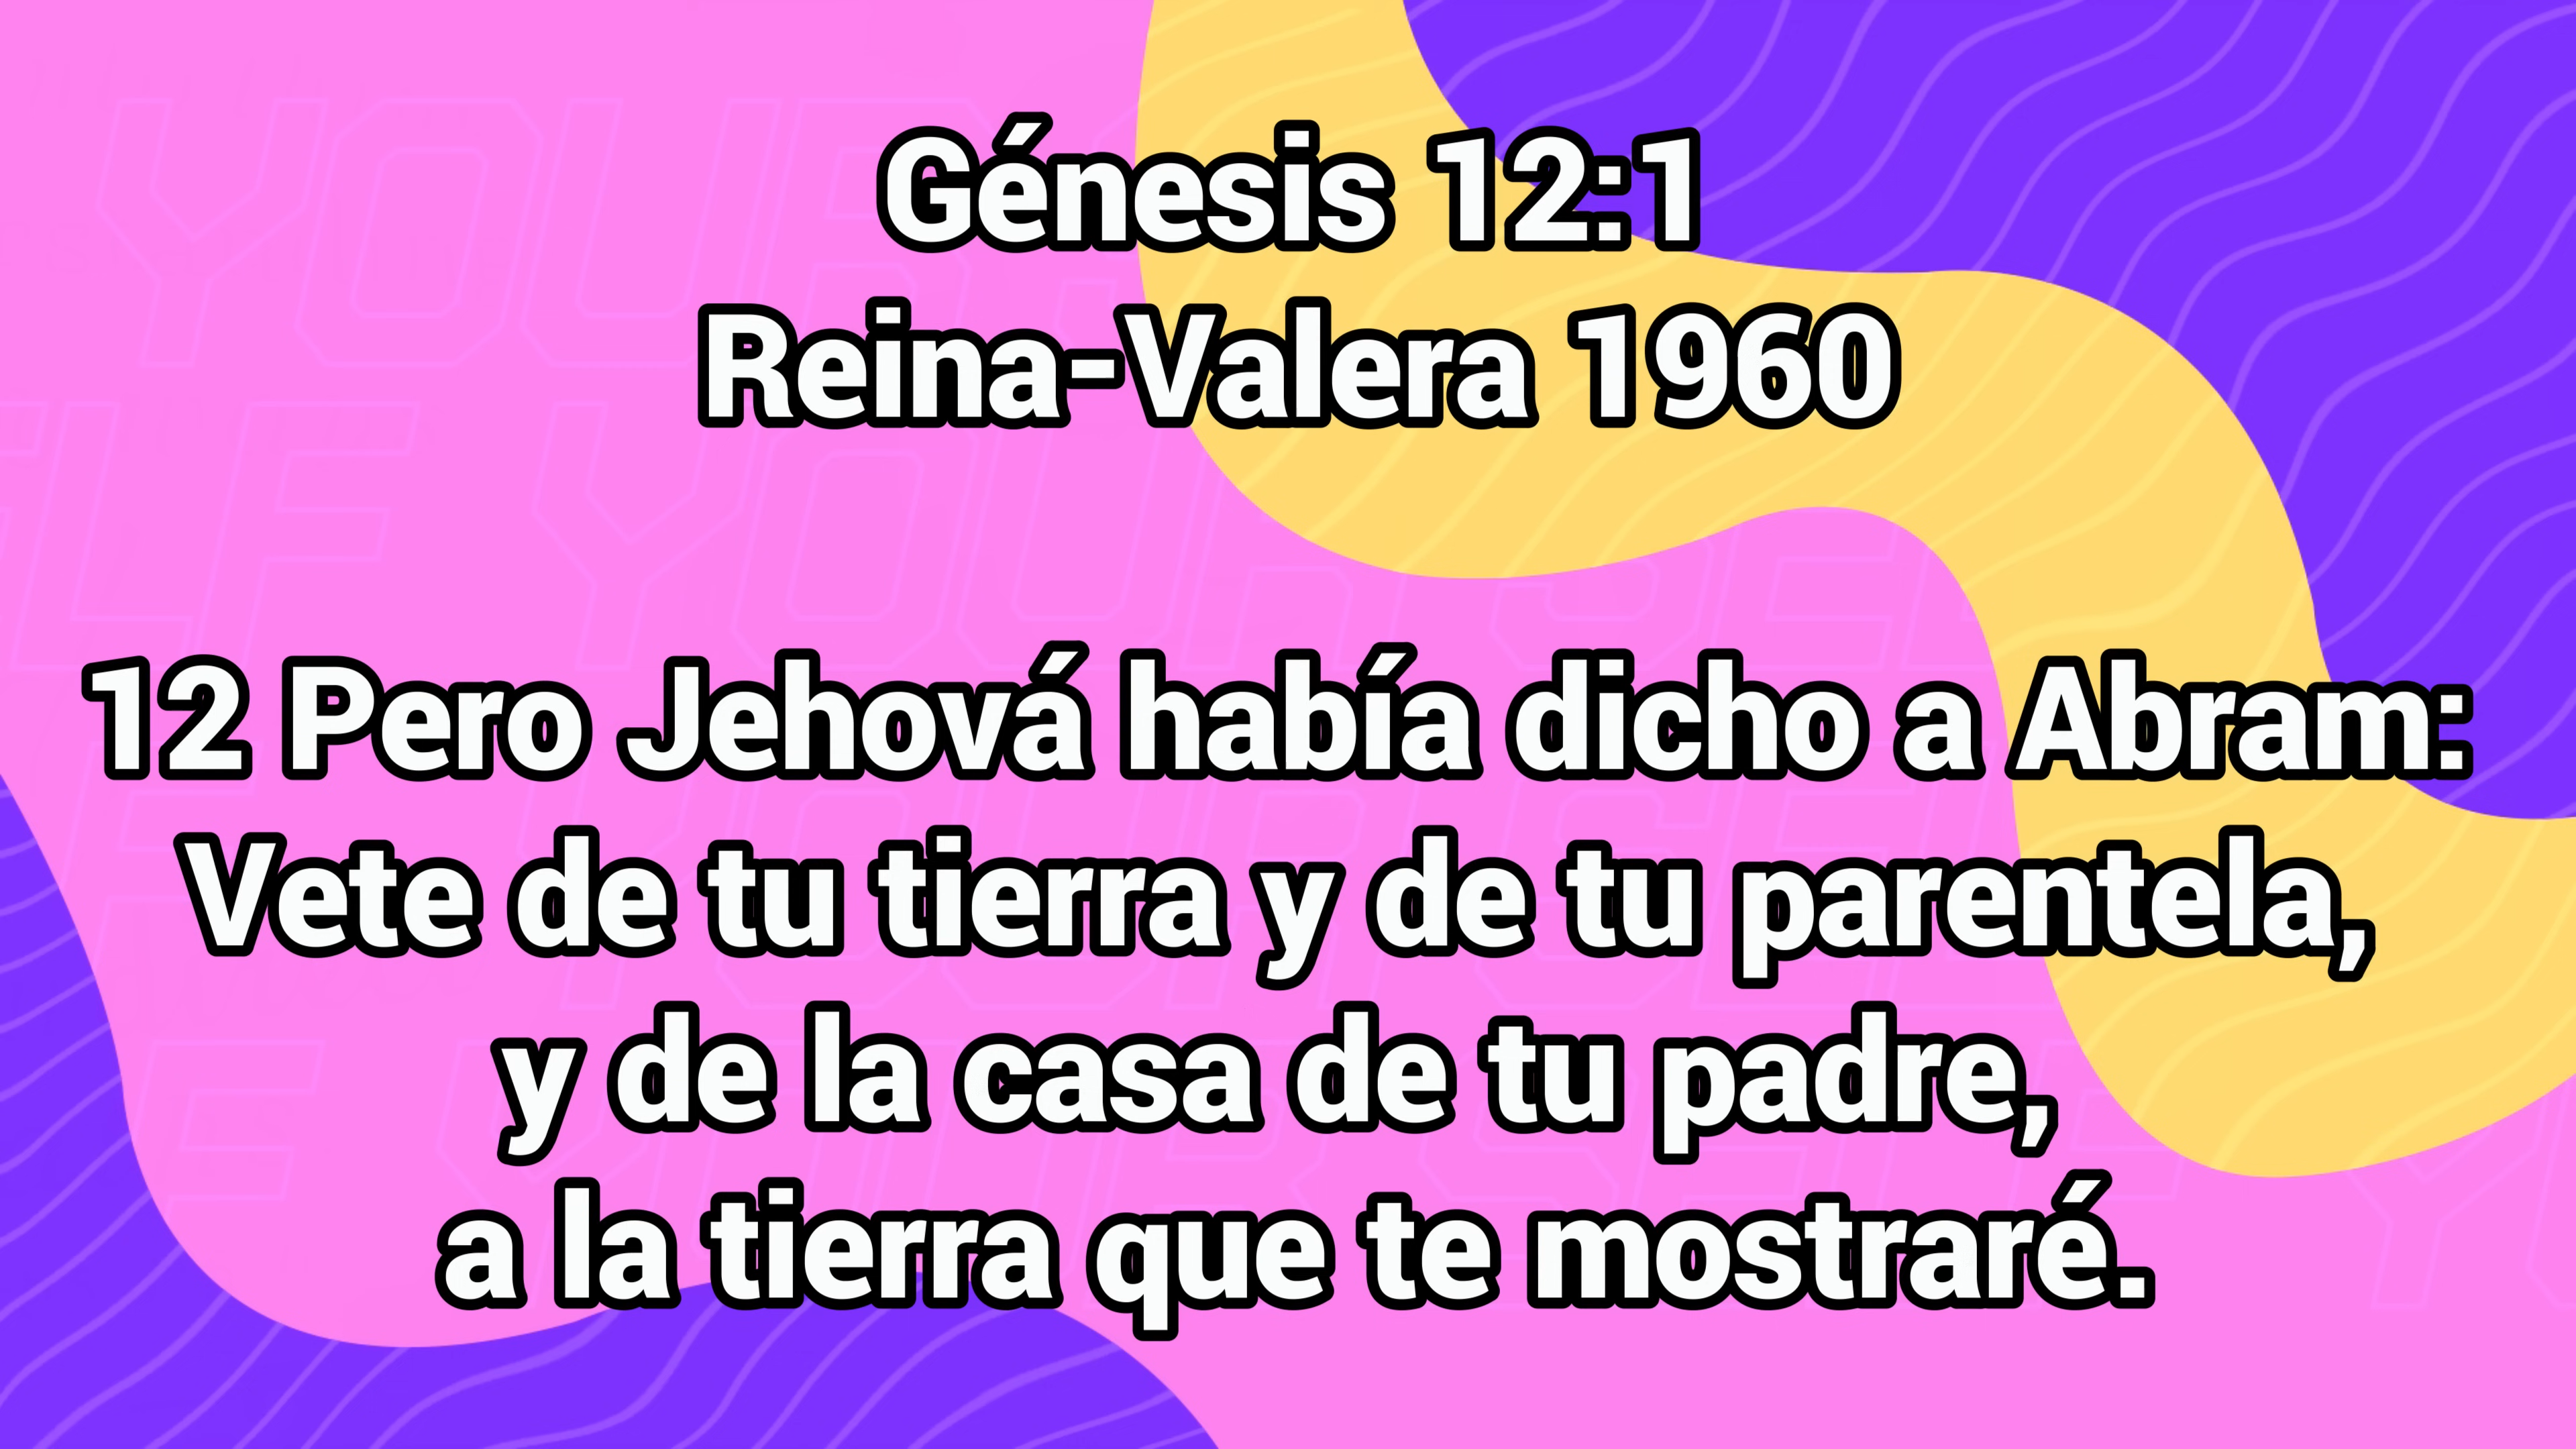 Génesis 12:1
Reina-Valera 1960
12 Pero Jehová había dicho a Abram:
Vete de tu tierra y de tu parentela,
y de la casa de tu padre,
a la tierra que te mostraré.